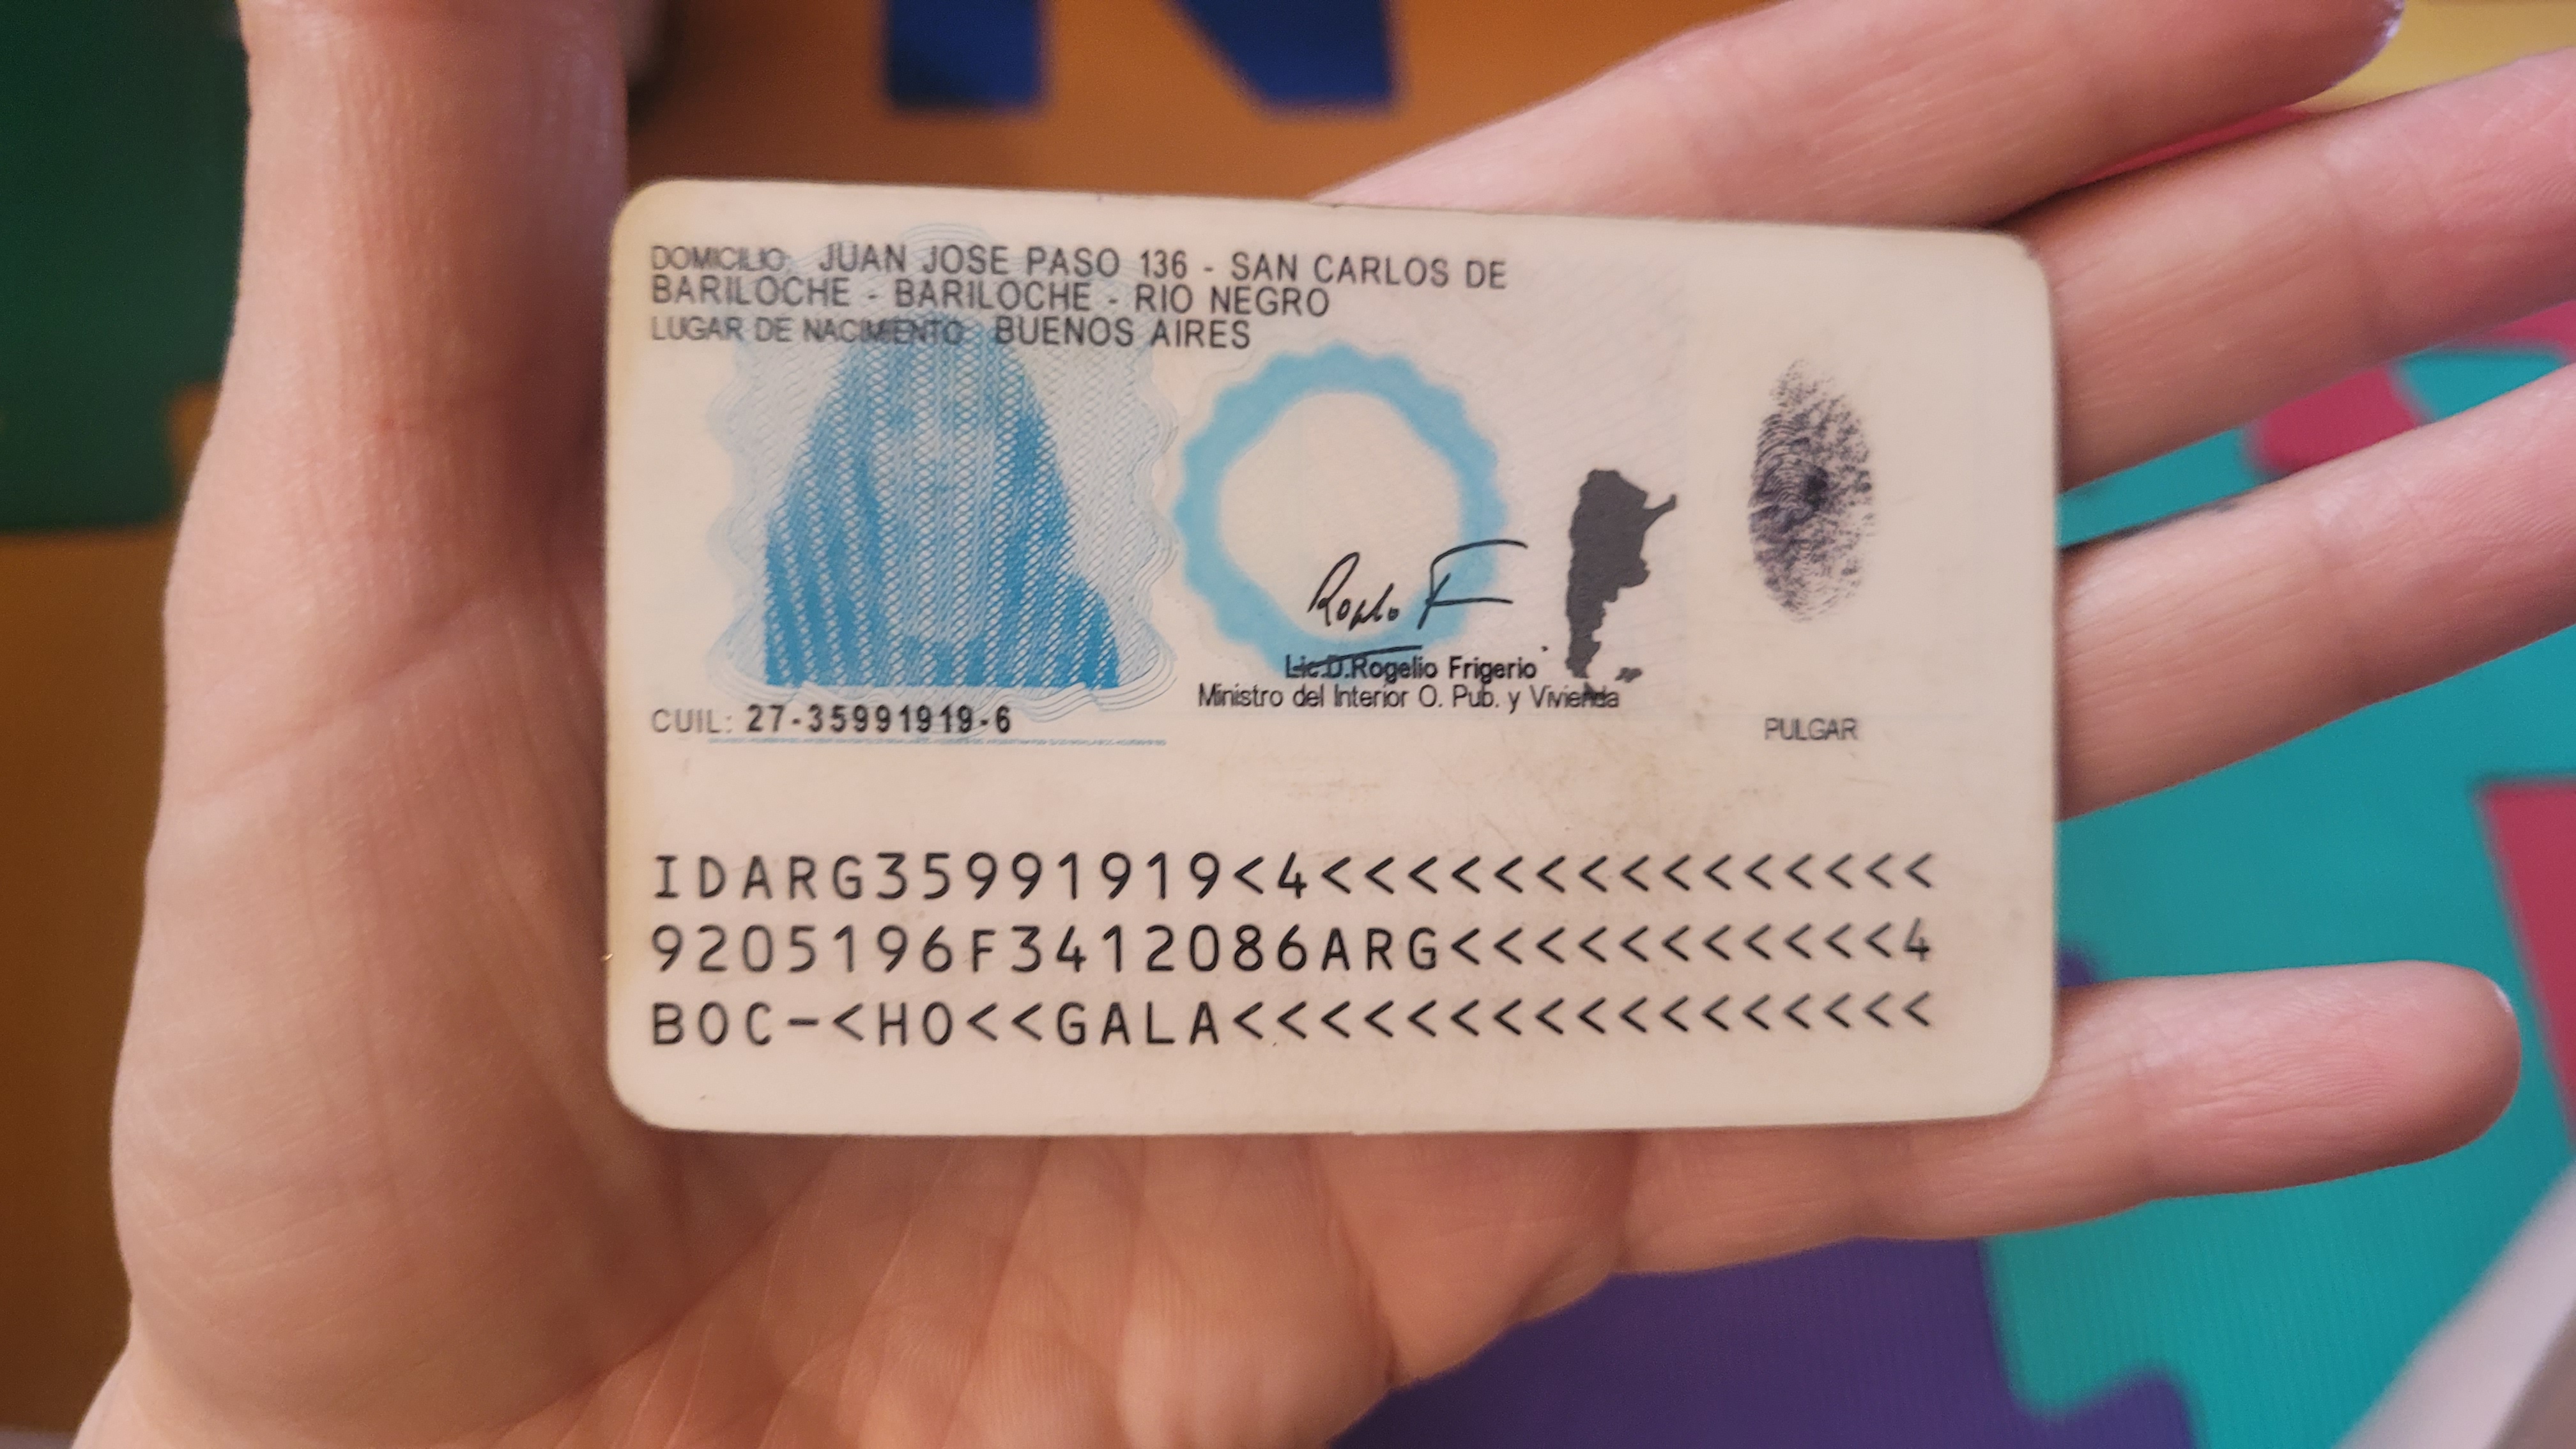 DOMICILIO: JUAN JOSE PASO 136 - SAN CARLOS DE
BARILOCHE - BARILOCHE - RIO NEGRO
LUGAR DE NACIMIENTO: BUENOS AIRES
Lic.D.Rogelio Frigerio
Ministro del Interior O. Pub. y Vivienda
CUIL: 27-35991919-6
PULGAR
IDARG35991919<4<<<<<<<<<<<<<<<
9205196F3412086ARG<<<<<<<<<<<4
BOC-<HO<<GALA<<<<<<<<<<<<<<<<<